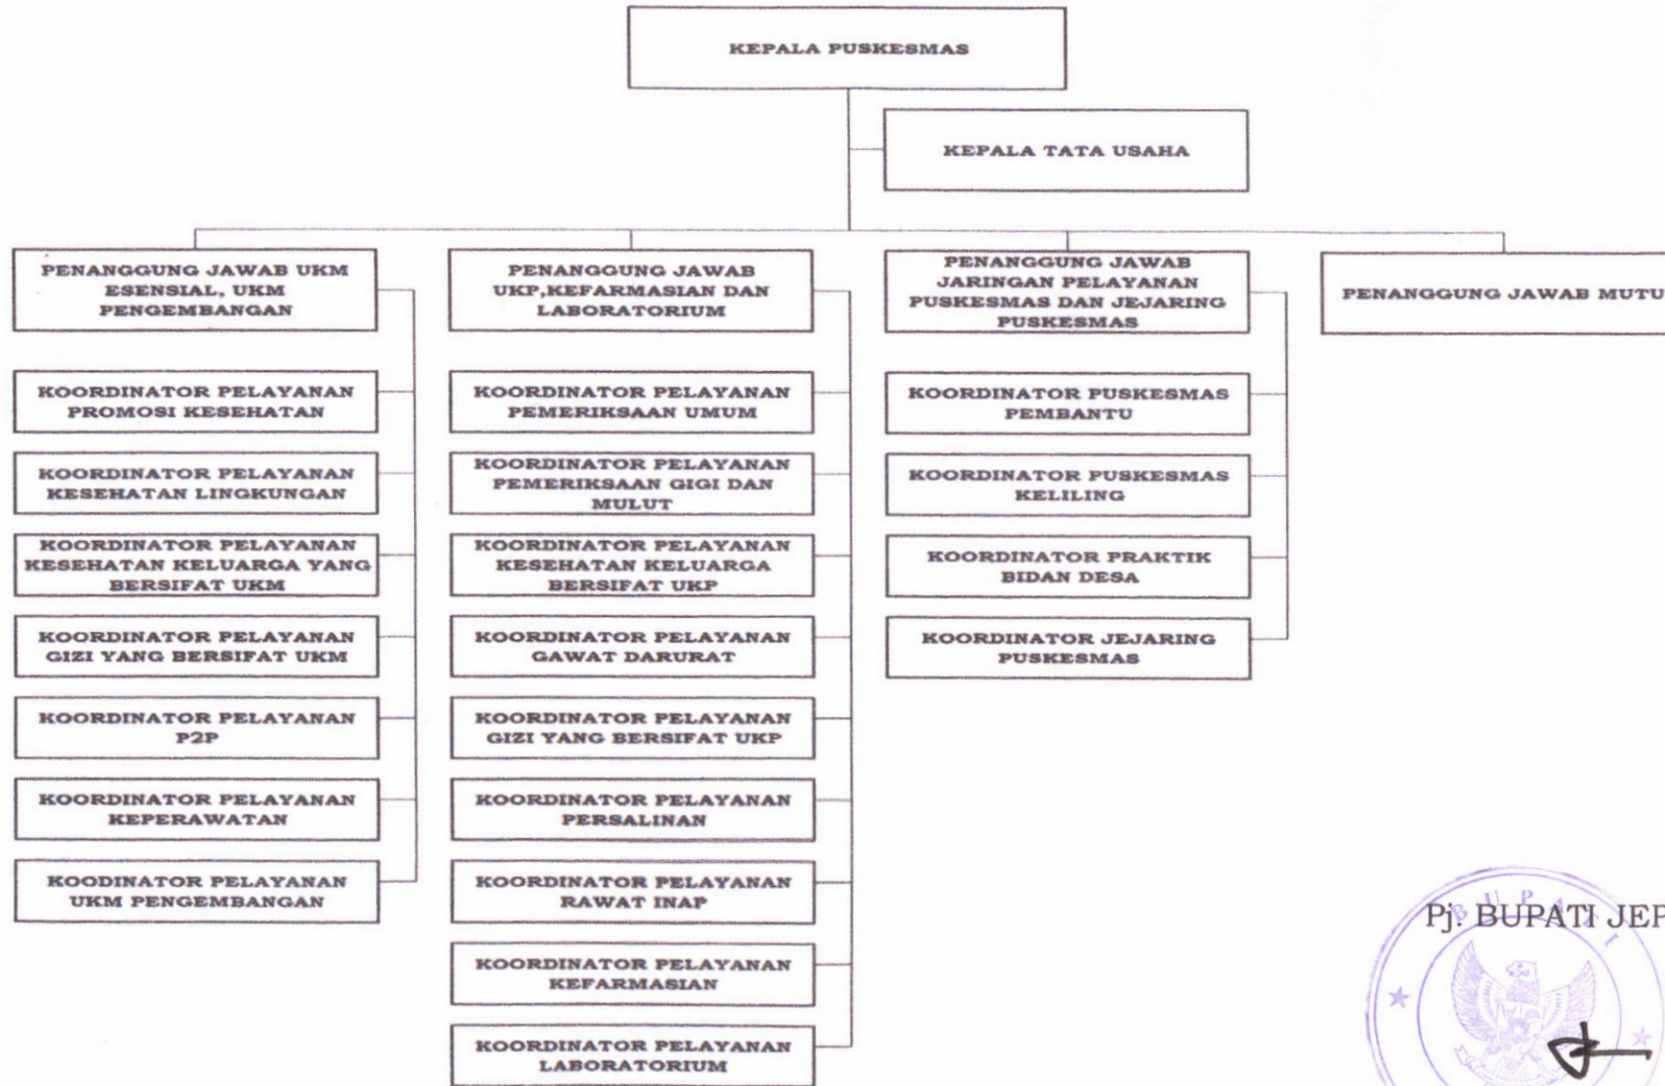 KEPALA PUSKESMAS
KEPALA TATA USAHA
PENANGGUNG JAWAB UKM
ESENSIAL, UKM
PENGEMBANGAN
KOORDINATOR PELAYANAN
PROMOSI KESEHATAN
KOORDINATOR PELAYANAN
KESEHATAN LINGKUNGAN
KOORDINATOR PELAYANAN
KESEHATAN KELUARGA YANG
BERSIFAT UKM
KOORDINATOR PELAYANAN
GIZI YANG BERSIFAT UKM
KOORDINATOR PELAYANAN
P2P
KOORDINATOR PELAYANAN
KEPERAWATAN
KOODINATOR PELAYANAN
UKM PENGEMBANGAN
PENANGGUNG JAWAB
UKP,KEFARMASIAN DAN
LABORATORIUM
KOORDINATOR PELAYANAN
PEMERIKSAAN UMUM
KOORDINATOR PELAYANAN
PEMERIKSAAN GIGI DAN
MULUT
KOORDINATOR PELAYANAN
KESEHATAN KELUARGA
BERSIFAT UKP
KOORDINATOR PELAYANAN
GAWAT DARURAT
KOORDINATOR PELAYANAN
GIZI YANG BERSIFAT UKP
KOORDINATOR PELAYANAN
PERSALINAN
KOORDINATOR PELAYANAN
RAWAT INAP
KOORDINATOR PELAYANAN
KEFARMASIAN
KOORDINATOR PELAYANAN
LABORATORIUM
PENANGGUNG JAWAB
JARINGAN PELAYANAN
PUSKESMAS DAN JEJARING
PUSKESMAS
KOORDINATOR PUSKESMAS
PEMBANTU
KOORDINATOR PUSKESMAS
KELILING
KOORDINATOR PRAKTIK
BIDAN DESA
KOORDINATOR JEJARING
PUSKESMAS
PENANGGUNG JAWAB MUTU
Pj. BUPATI JEP
BUPATI